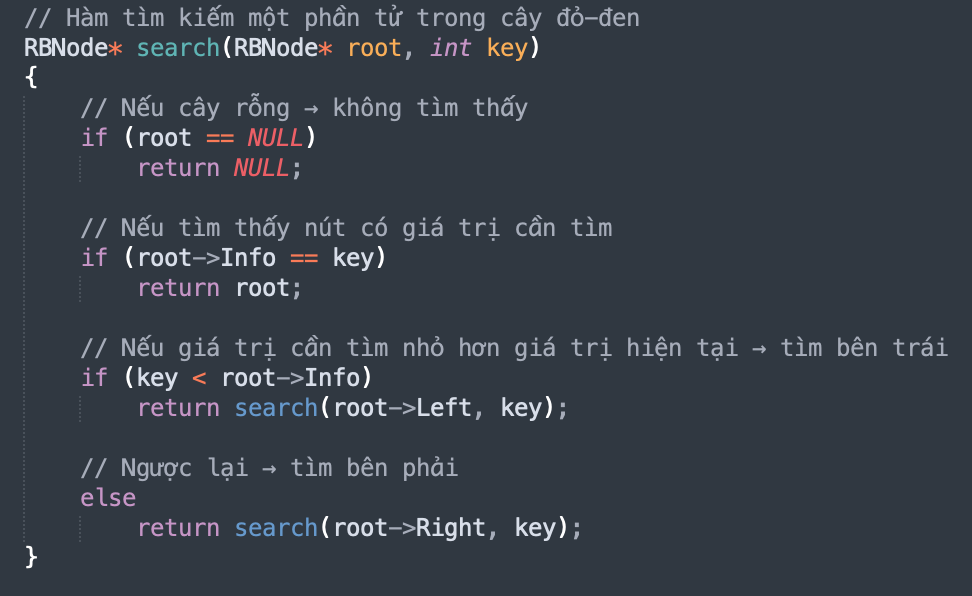 // Hàm tìm kiếm một phần tử trong cây đỏ-đen
RBNode* search(RBNode* root, int key)
{
    // Nếu cây rỗng → không tìm thấy
    if (root == NULL)
        return NULL;

    // Nếu tìm thấy nút có giá trị cần tìm
    if (root->Info == key)
        return root;

    // Nếu giá trị cần tìm nhỏ hơn giá trị hiện tại → tìm bên trái
    if (key < root->Info)
        return search(root->Left, key);

    // Ngược lại → tìm bên phải
    else
        return search(root->Right, key);
}